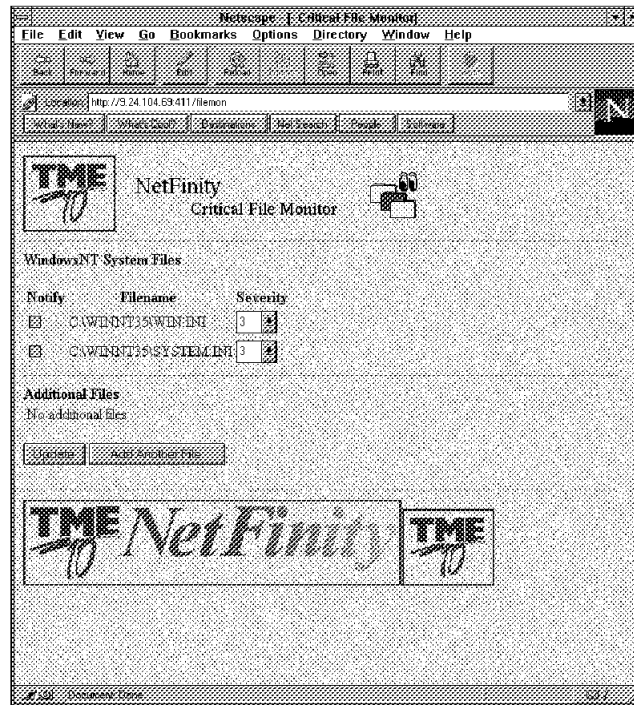 Netscape - [Critical File Monitor]
File Edit View Go Bookmarks Options Directory Window Help
Back Forward Home Edit Reload Open Print Find
Location: http://9.24.104.69:411/filemon
What's New? What's Cool? Destinations Net Search People Software
N
TME 10
NetFinity
Critical File Monitor
WindowsNT System Files
Notify Filename Severity
C:\WINNT35\WIN.INI 3
C:\WINNT35\SYSTEM.INI 3
Additional Files
No additional files
Update Add Another File
TME 10 NetFinity TME 10
Document: Done